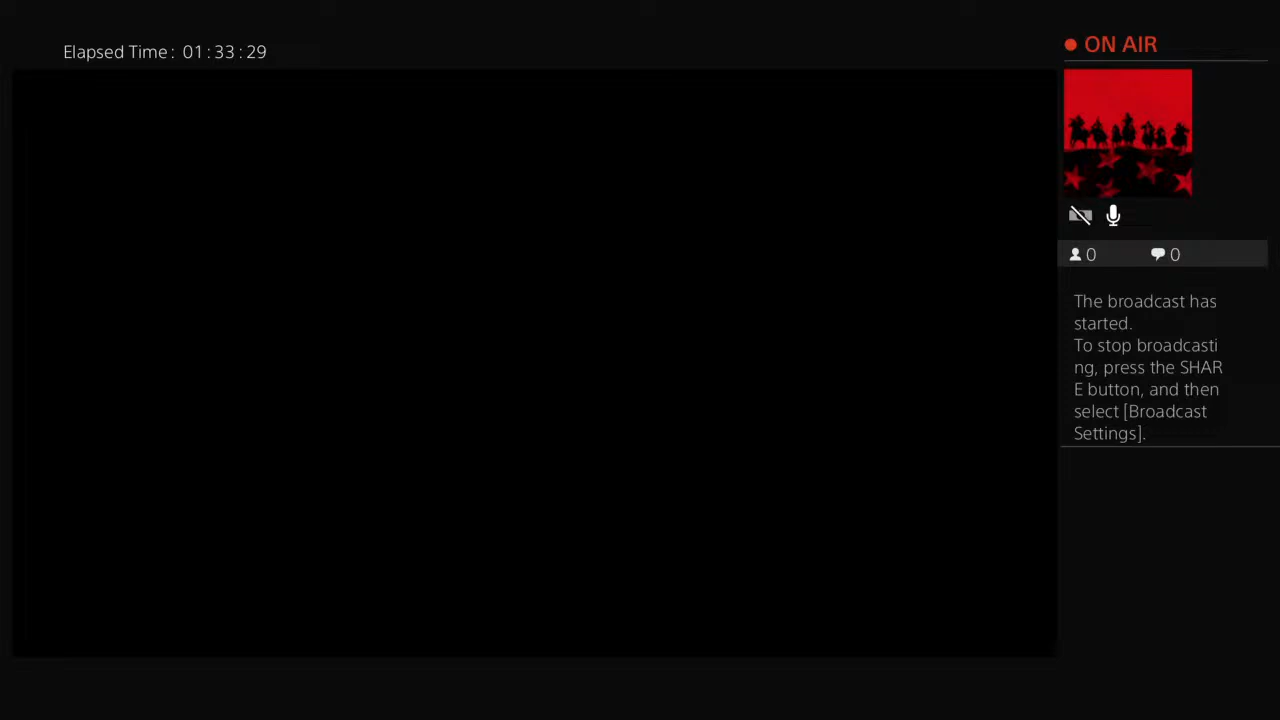 Elapsed Time: 01:33:29
ON AIR
0 0
The broadcast has
started.
To stop broadcasti
ng, press the SHAR
E button, and then
select [Broadcast
Settings].